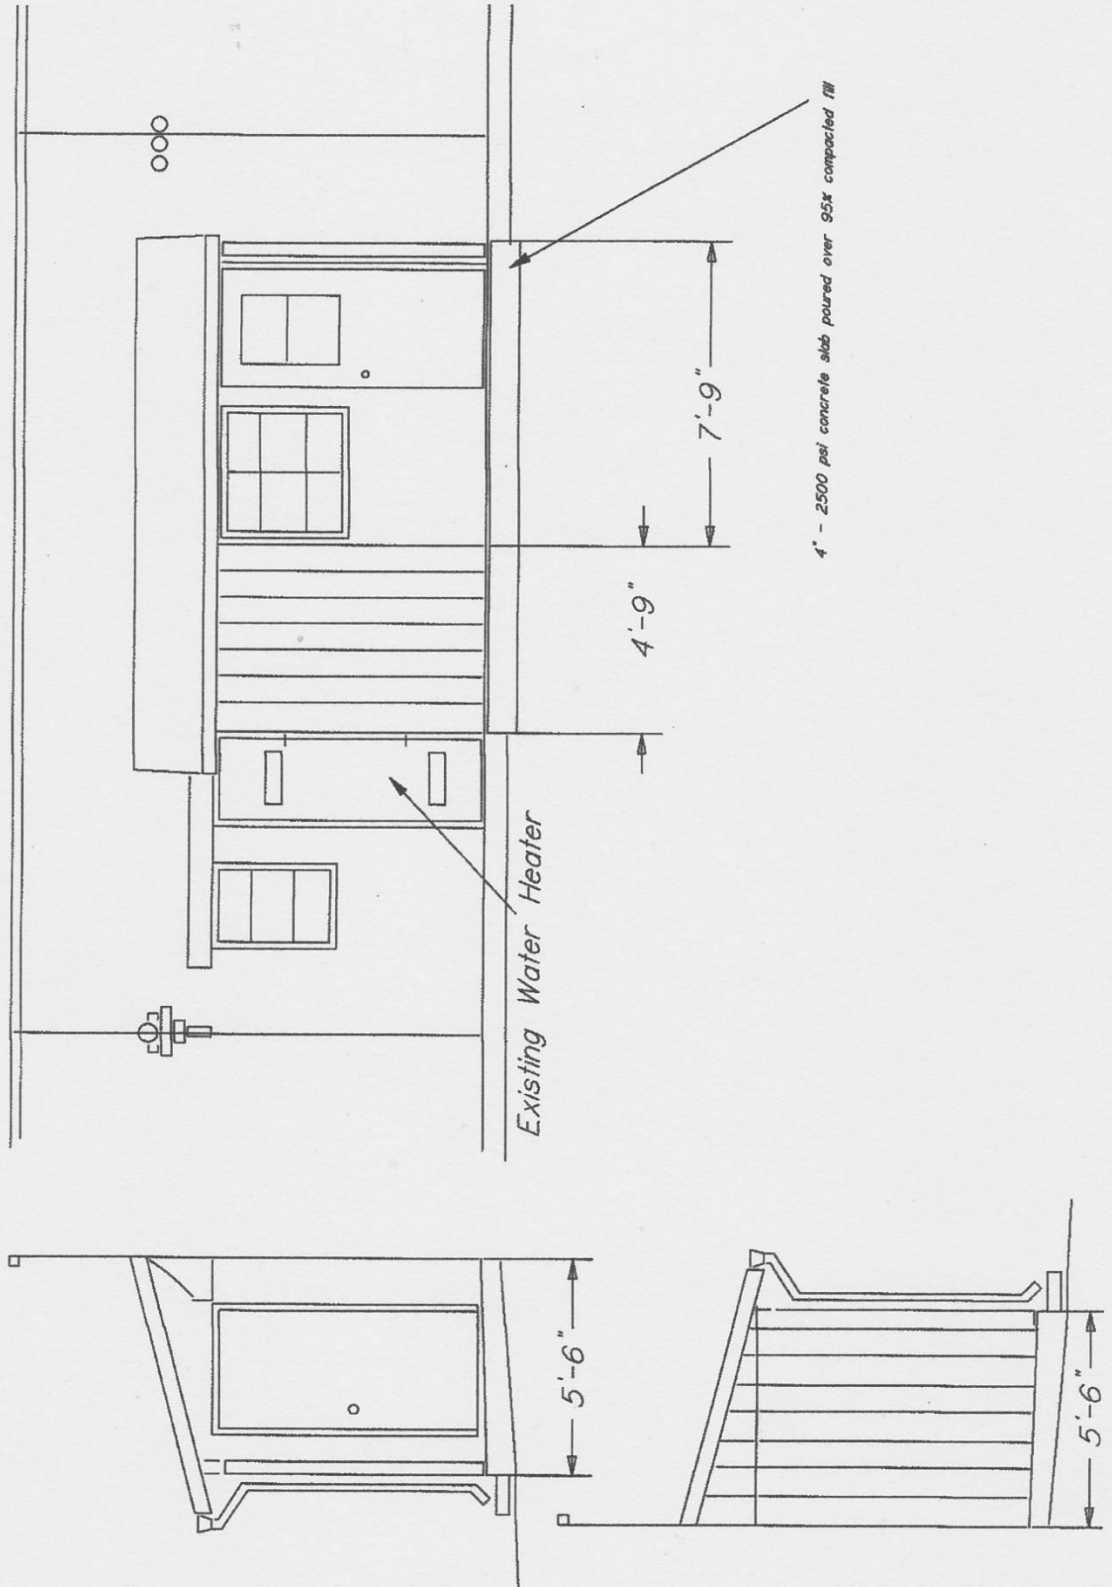 4" - 2500 psi concrete slab poured over 95% compacted fill
7'-9"
4'-9"
Existing Water Heater
5'-6"
5'-6"